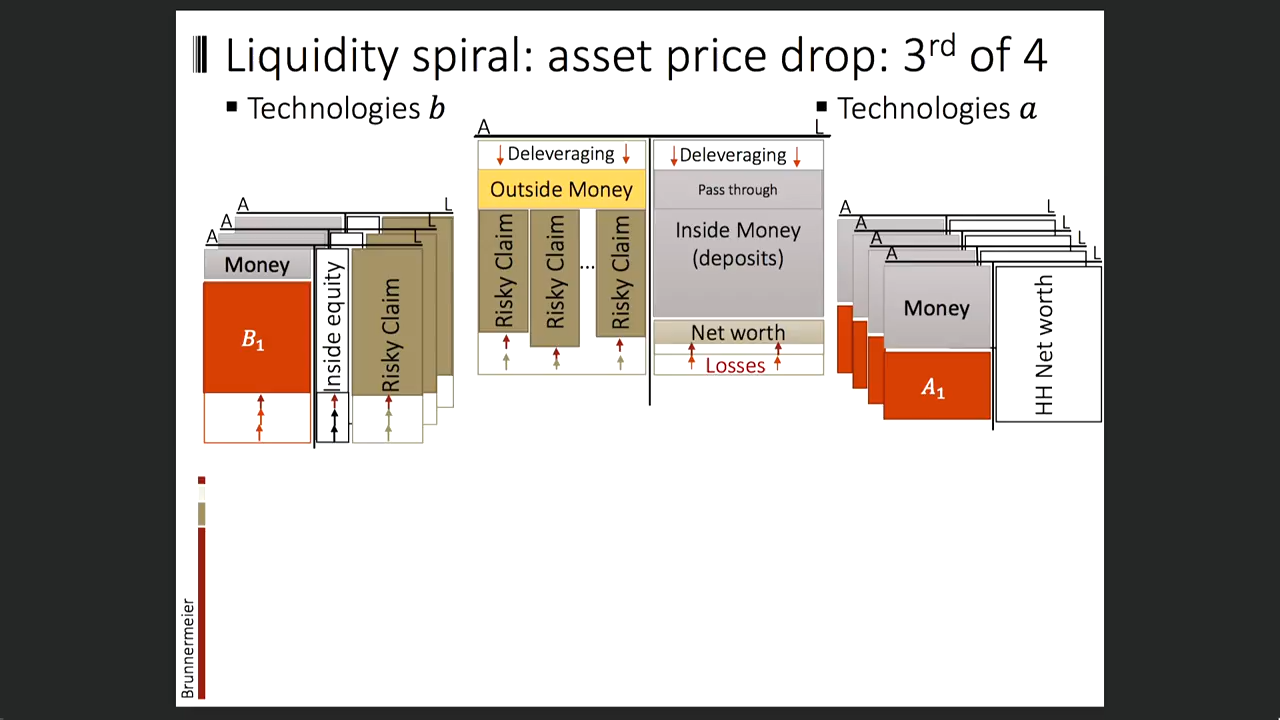 Liquidity spiral: asset price drop: 3rd of 4
▪ Technologies b
▪ Technologies a
A L
Deleveraging
Deleveraging
Outside Money
Pass through
Risky Claim
Risky Claim
...
Risky Claim
Inside Money
(deposits)
Net worth
Losses
A L
A L
A L
Money
B1
Inside equity
Risky Claim
A L
A L
A L
A L
Money
A1
HH Net worth
Brunnermeier